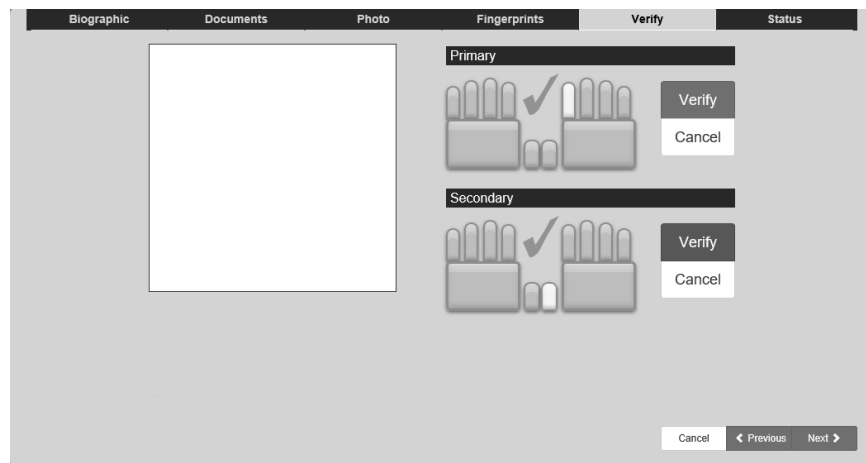 Biographic Documents Photo Fingerprints Verify Status
Primary
Verify
Cancel
Secondary
Verify
Cancel
Cancel Previous Next